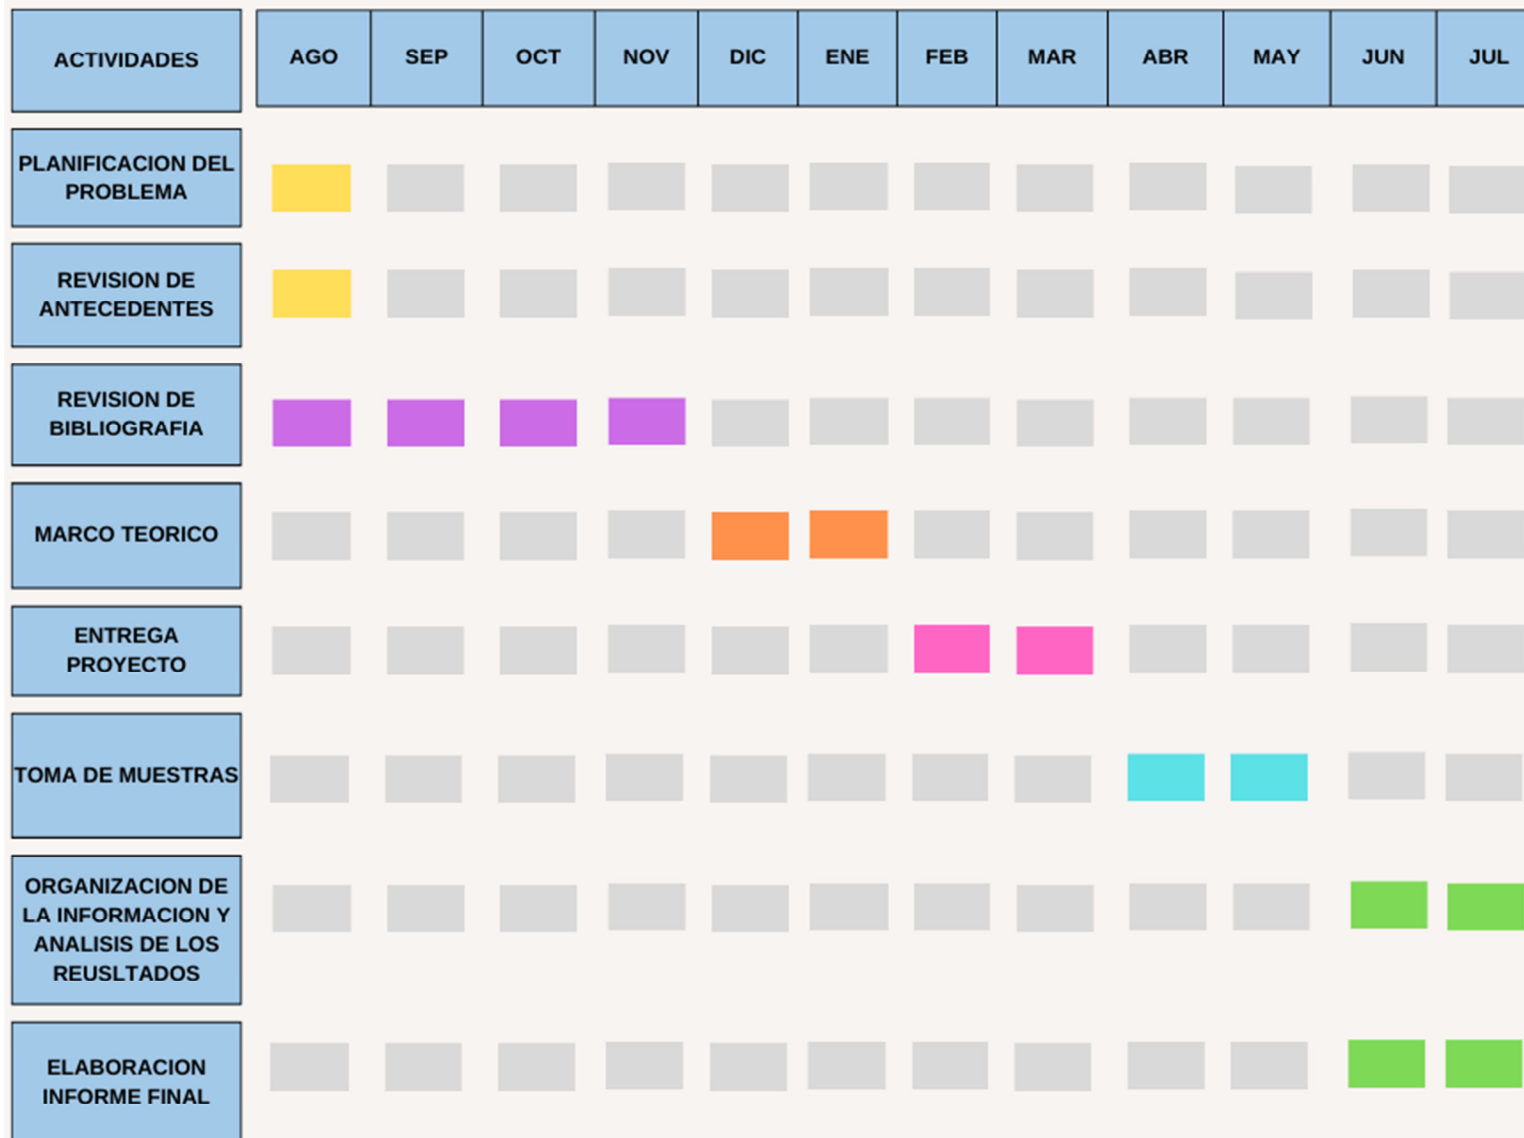 ACTIVIDADES AGO SEP OCT NOV DIC ENE FEB MAR ABR MAY JUN JUL
PLANIFICACION DEL
PROBLEMA
REVISION DE
ANTECEDENTES
REVISION DE
BIBLIOGRAFIA
MARCO TEORICO
ENTREGA
PROYECTO
TOMA DE MUESTRAS
ORGANIZACION DE
LA INFORMACION Y
ANALISIS DE LOS
REUSLTADOS
ELABORACION
INFORME FINAL